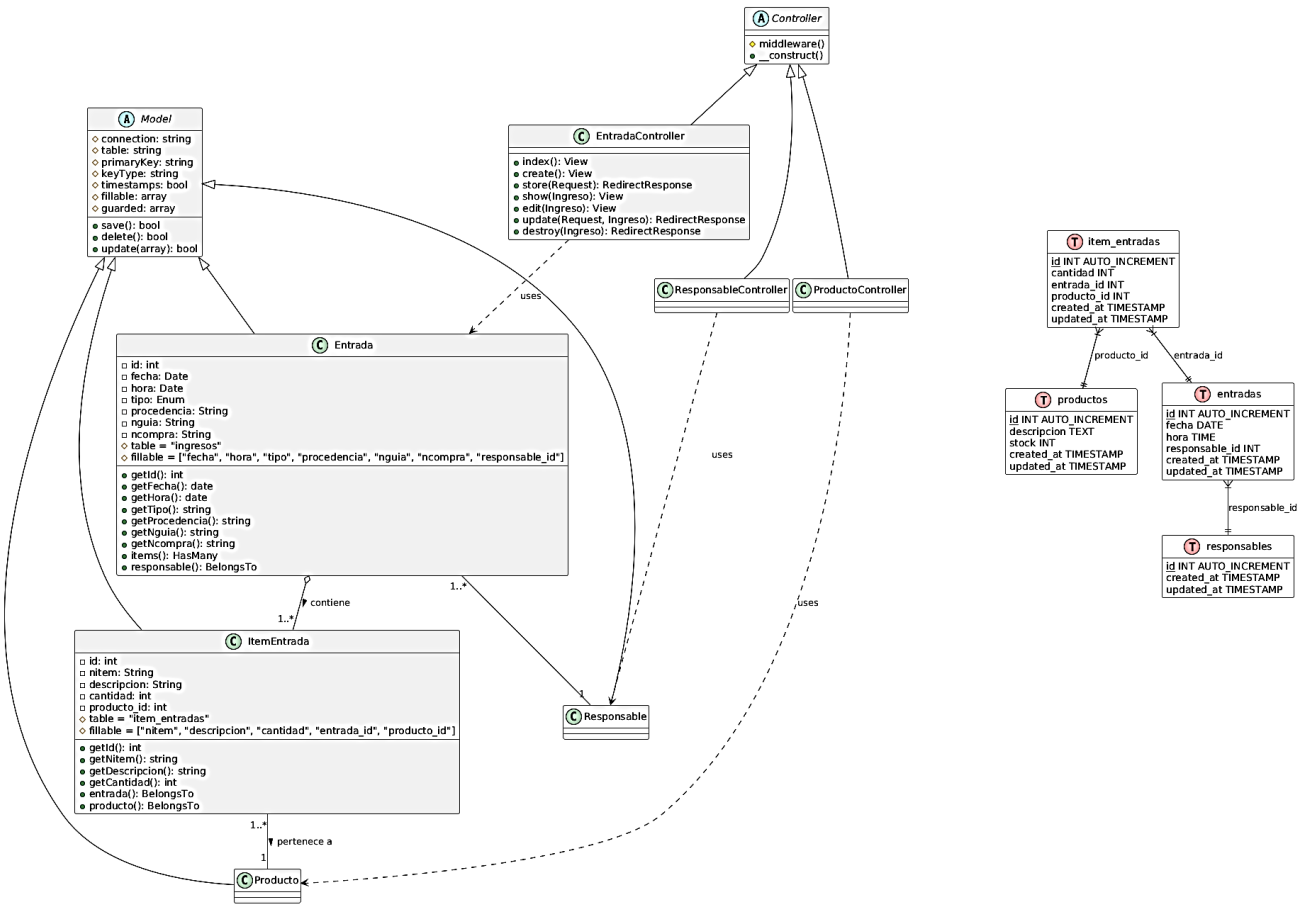 A Controller
middleware()
__construct()
A Model
connection: string
table: string
primaryKey: string
keyType: string
timestamps: bool
fillable: array
guarded: array
save(): bool
delete(): bool
update(array): bool
C EntradaController
index(): View
create(): View
store(Request): RedirectResponse
show(Ingreso): View
edit(Ingreso): View
update(Request, Ingreso): RedirectResponse
destroy(Ingreso): RedirectResponse
C ResponsableController
C ProductoController
uses
C Entrada
id: int
fecha: Date
hora: Date
tipo: Enum
procedencia: String
nguia: String
ncompra: String
table = "ingresos"
fillable = ["fecha", "hora", "tipo", "procedencia", "nguia", "ncompra", "responsable_id"]
getId(): int
getFecha(): date
getHora(): date
getTipo(): string
getProcedencia(): string
getNguia(): string
getNcompra(): string
items(): HasMany
responsable(): BelongsTo
uses
uses
contiene
1..*
1..*
1
C ItemEntrada
id: int
nitem: String
descripcion: String
cantidad: int
producto_id: int
table = "item_entradas"
fillable = ["nitem", "descripcion", "cantidad", "entrada_id", "producto_id"]
getId(): int
getNitem(): string
getDescripcion(): string
getCantidad(): int
entrada(): BelongsTo
producto(): BelongsTo
C Responsable
1..*
pertenece a
1
C Producto
T item_entradas
id INT AUTO_INCREMENT
cantidad INT
entrada_id INT
producto_id INT
created_at TIMESTAMP
updated_at TIMESTAMP
producto_id
entrada_id
T productos
id INT AUTO_INCREMENT
descripcion TEXT
stock INT
created_at TIMESTAMP
updated_at TIMESTAMP
T entradas
id INT AUTO_INCREMENT
fecha DATE
hora TIME
responsable_id INT
created_at TIMESTAMP
updated_at TIMESTAMP
responsable_id
T responsables
id INT AUTO_INCREMENT
created_at TIMESTAMP
updated_at TIMESTAMP